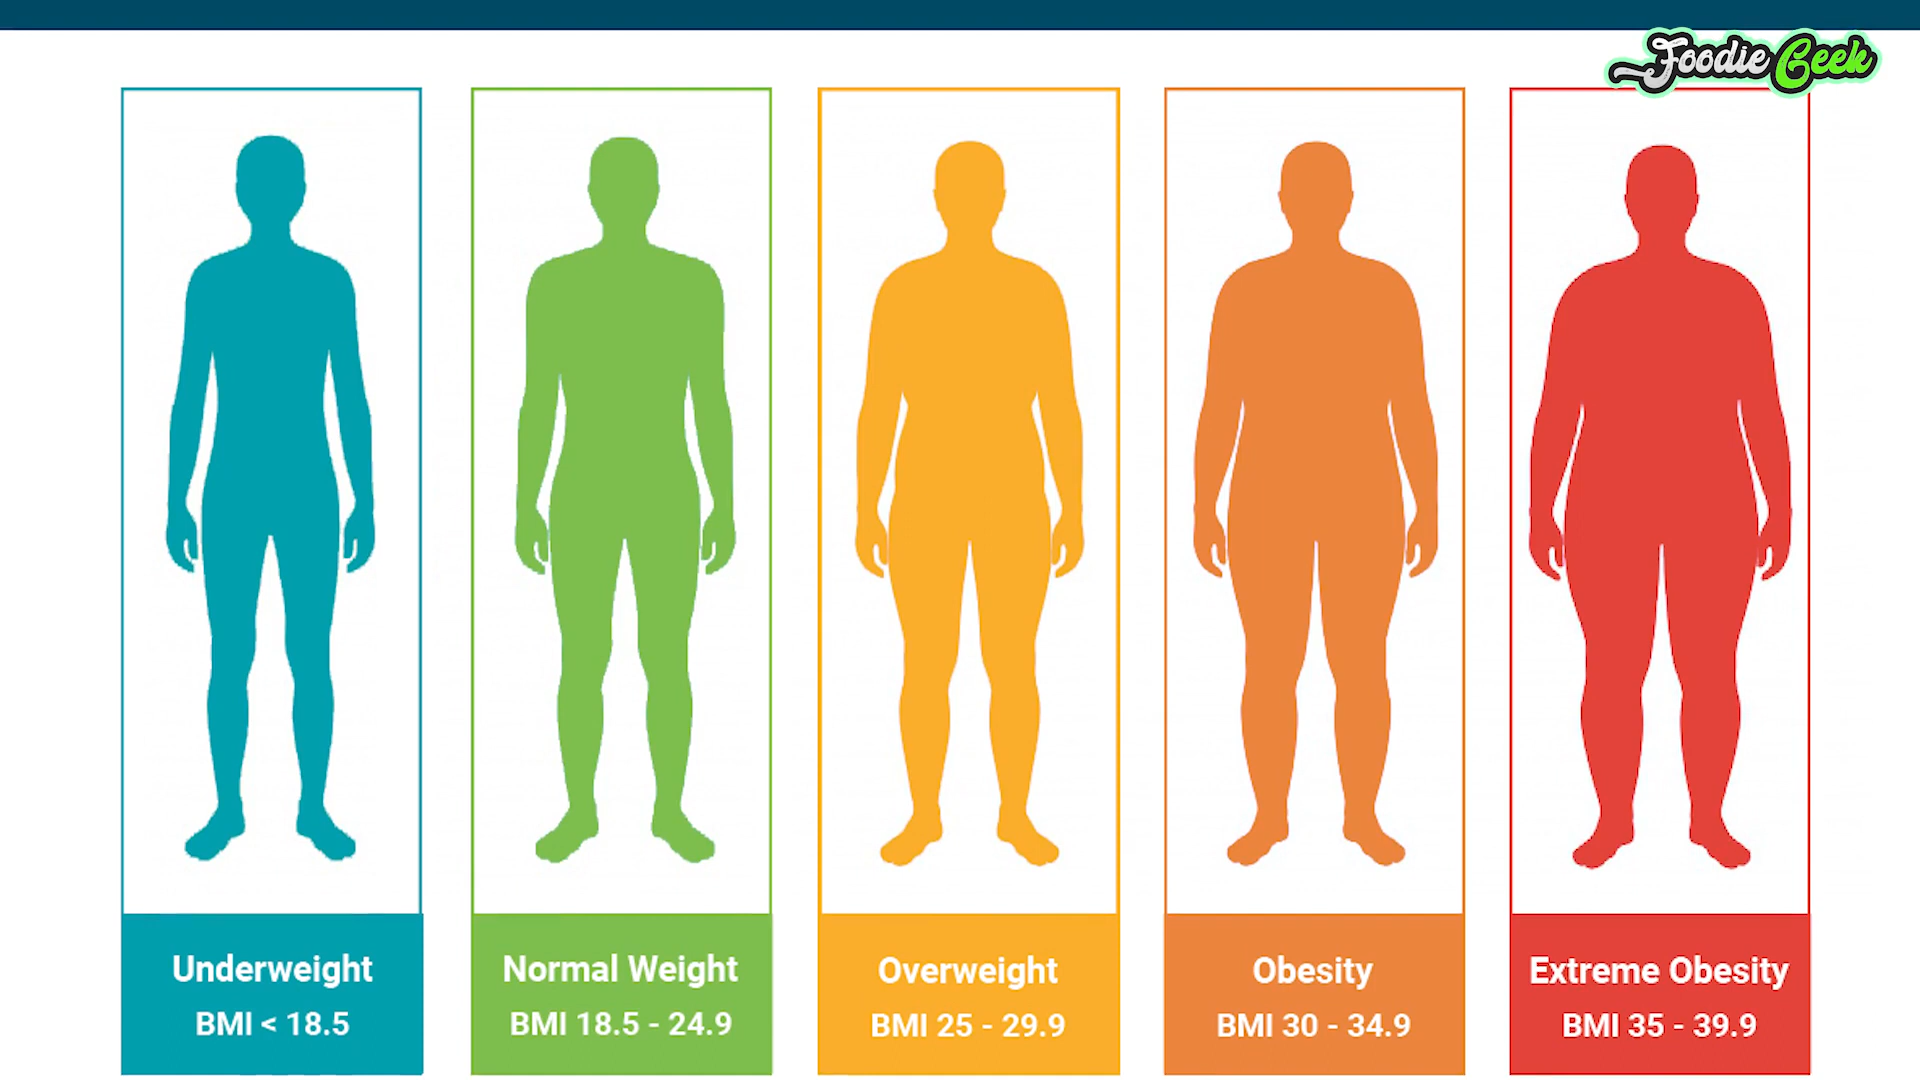 Foodie Geek
Underweight
BMI < 18.5
Normal Weight
BMI 18.5 - 24.9
Overweight
BMI 25 - 29.9
Obesity
BMI 30 - 34.9
Extreme Obesity
BMI 35 - 39.9